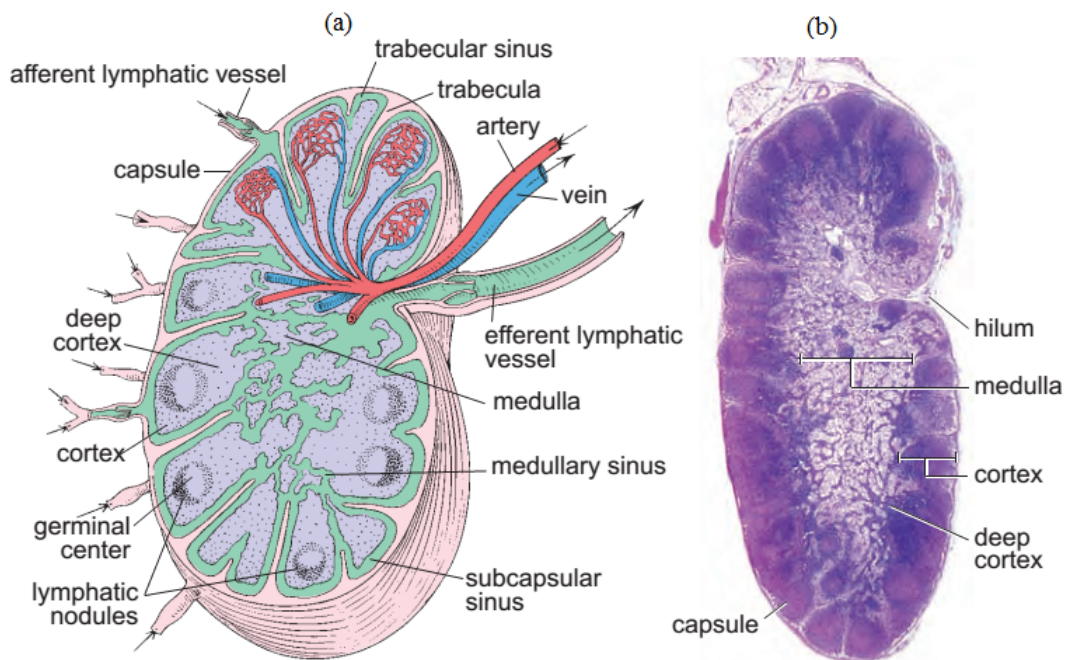 (a)
(b)
trabecular sinus
afferent lymphatic vessel
trabecula
artery
capsule
vein
deep
cortex
efferent lymphatic
vessel
hilum
medulla
medulla
cortex
medullary sinus
cortex
germinal
center
deep
cortex
lymphatic
nodules
subcapsular
sinus
capsule